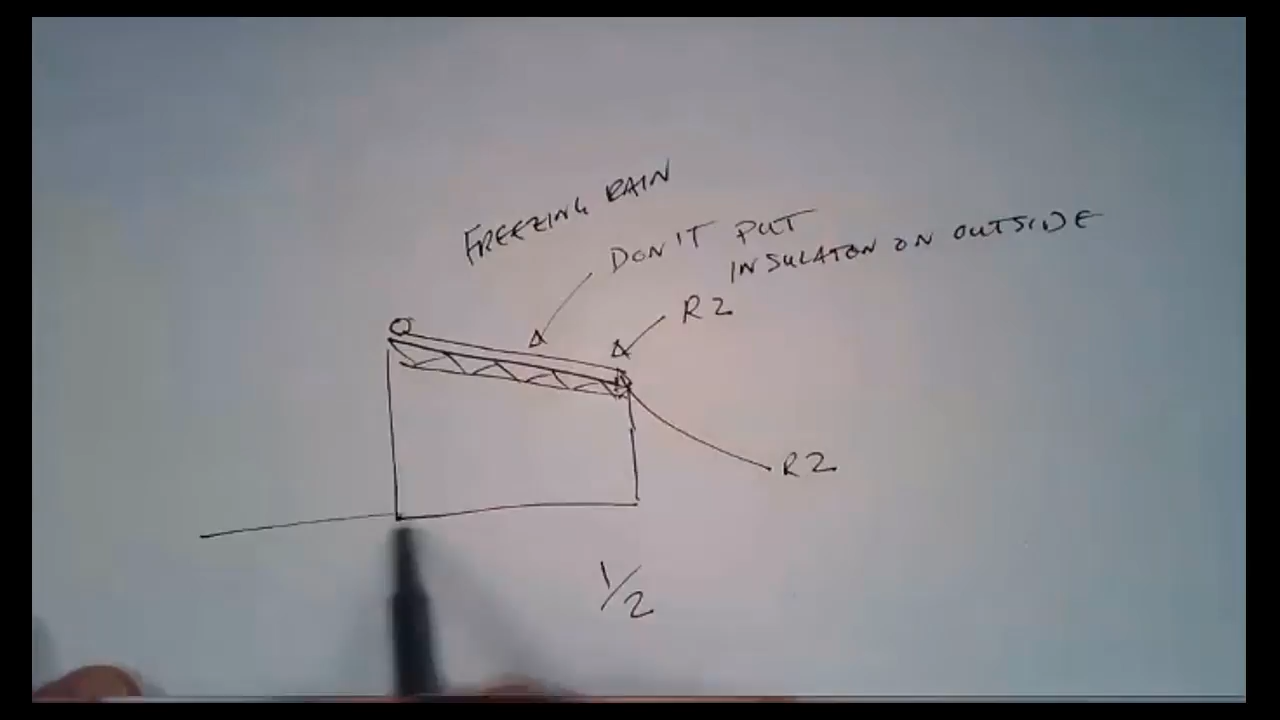 FREEZING RAIN
DON'T PUT
INSULATON ON OUTSIDE
R2
R2
1/2